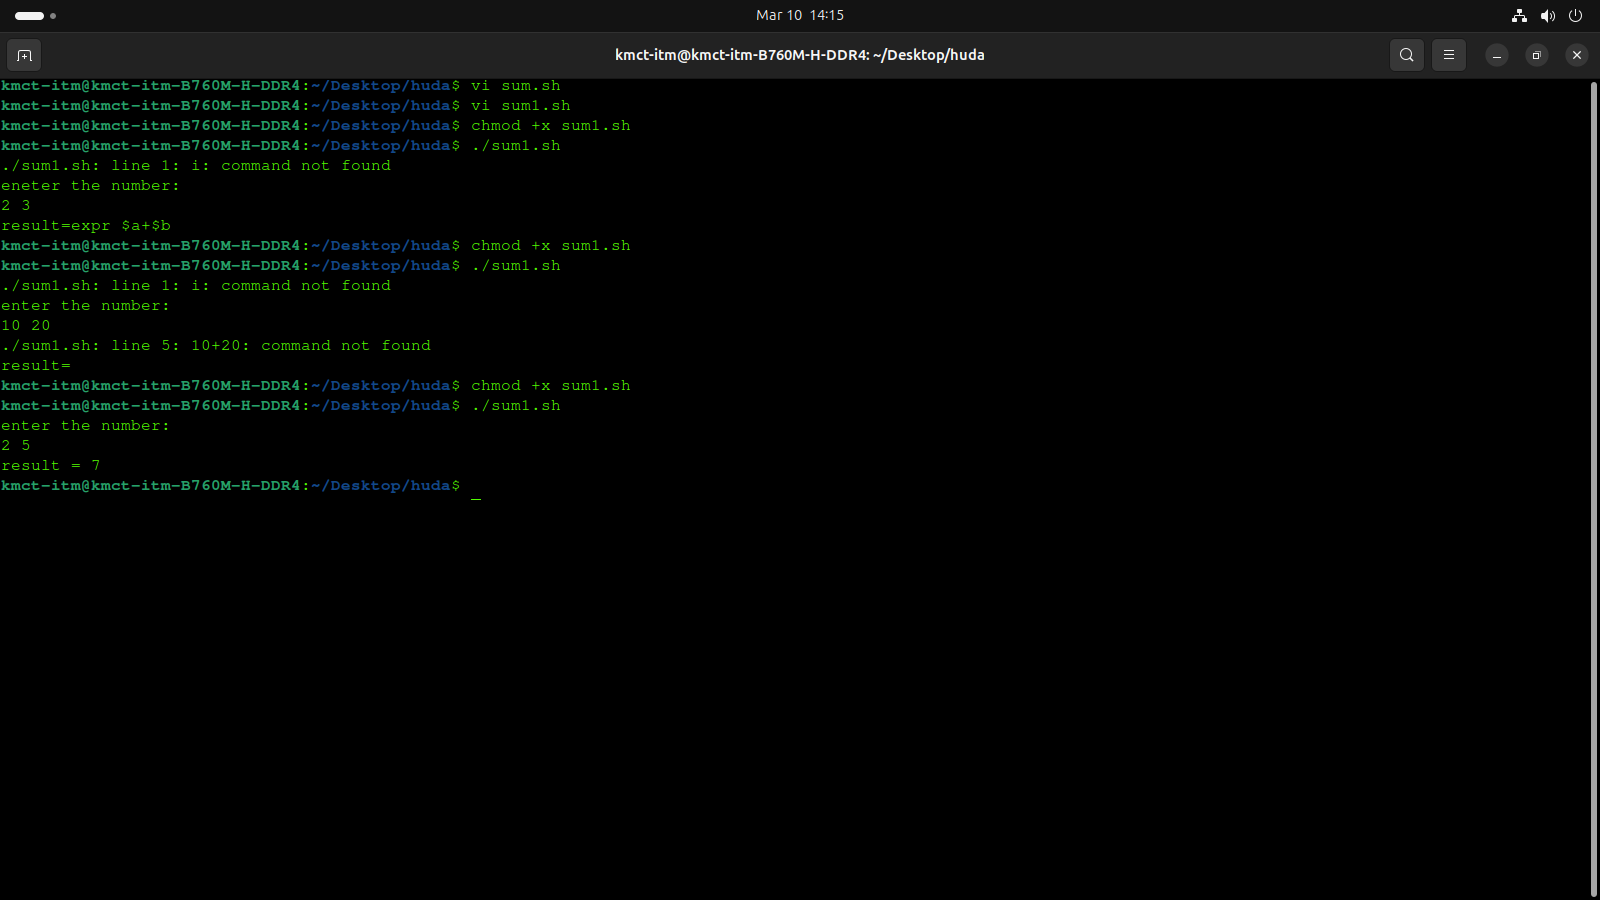 Mar 10 14:15
kmct-itm@kmct-itm-B760M-H-DDR4: ~/Desktop/huda
kmct-itm@kmct-itm-B760M-H-DDR4:~/Desktop/huda$ vi sum.sh
kmct-itm@kmct-itm-B760M-H-DDR4:~/Desktop/huda$ vi sum1.sh
kmct-itm@kmct-itm-B760M-H-DDR4:~/Desktop/huda$ chmod +x sum1.sh
kmct-itm@kmct-itm-B760M-H-DDR4:~/Desktop/huda$ ./sum1.sh
./sum1.sh: line 1: i: command not found
eneter the number:
2 3
result=expr $a+$b
kmct-itm@kmct-itm-B760M-H-DDR4:~/Desktop/huda$ chmod +x sum1.sh
kmct-itm@kmct-itm-B760M-H-DDR4:~/Desktop/huda$ ./sum1.sh
./sum1.sh: line 1: i: command not found
enter the number:
10 20
./sum1.sh: line 5: 10+20: command not found
result=
kmct-itm@kmct-itm-B760M-H-DDR4:~/Desktop/huda$ chmod +x sum1.sh
kmct-itm@kmct-itm-B760M-H-DDR4:~/Desktop/huda$ ./sum1.sh
enter the number:
2 5
result = 7
kmct-itm@kmct-itm-B760M-H-DDR4:~/Desktop/huda$